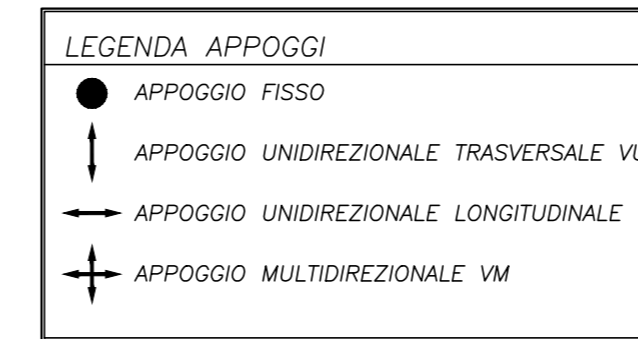 LEGENDA APPOGGI
APPOGGIO FISSO
APPOGGIO UNIDIREZIONALE TRASVERSALE
APPOGGIO UNIDIREZIONALE LONGITUDINALE
APPOGGIO MULTIDIREZIONALE VM